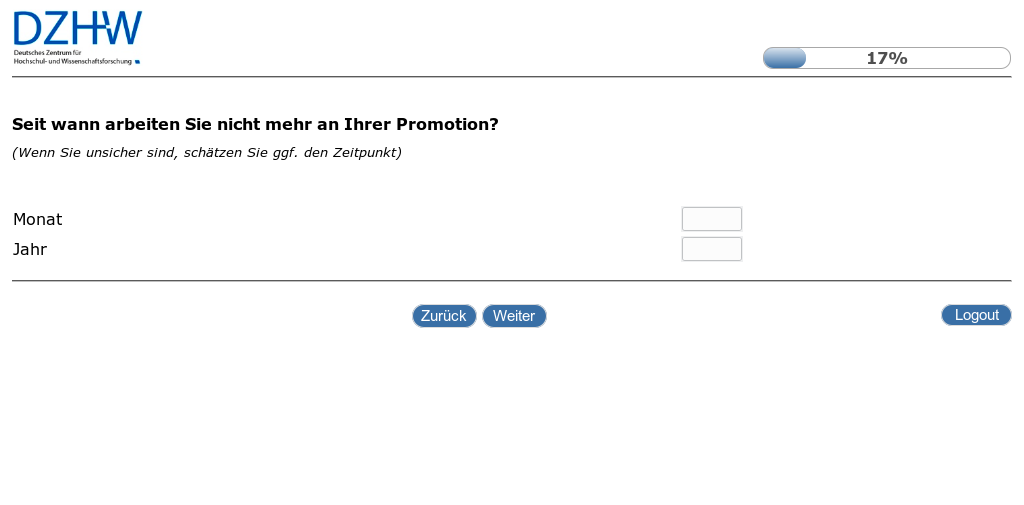 DZHW
Deutsches Zentrum für
Hochschul- und Wissenschaftsforschung
17%
Seit wann arbeiten Sie nicht mehr an Ihrer Promotion?
(Wenn Sie unsicher sind, schätzen Sie ggf. den Zeitpunkt)
Monat
Jahr
Zurück Weiter Logout